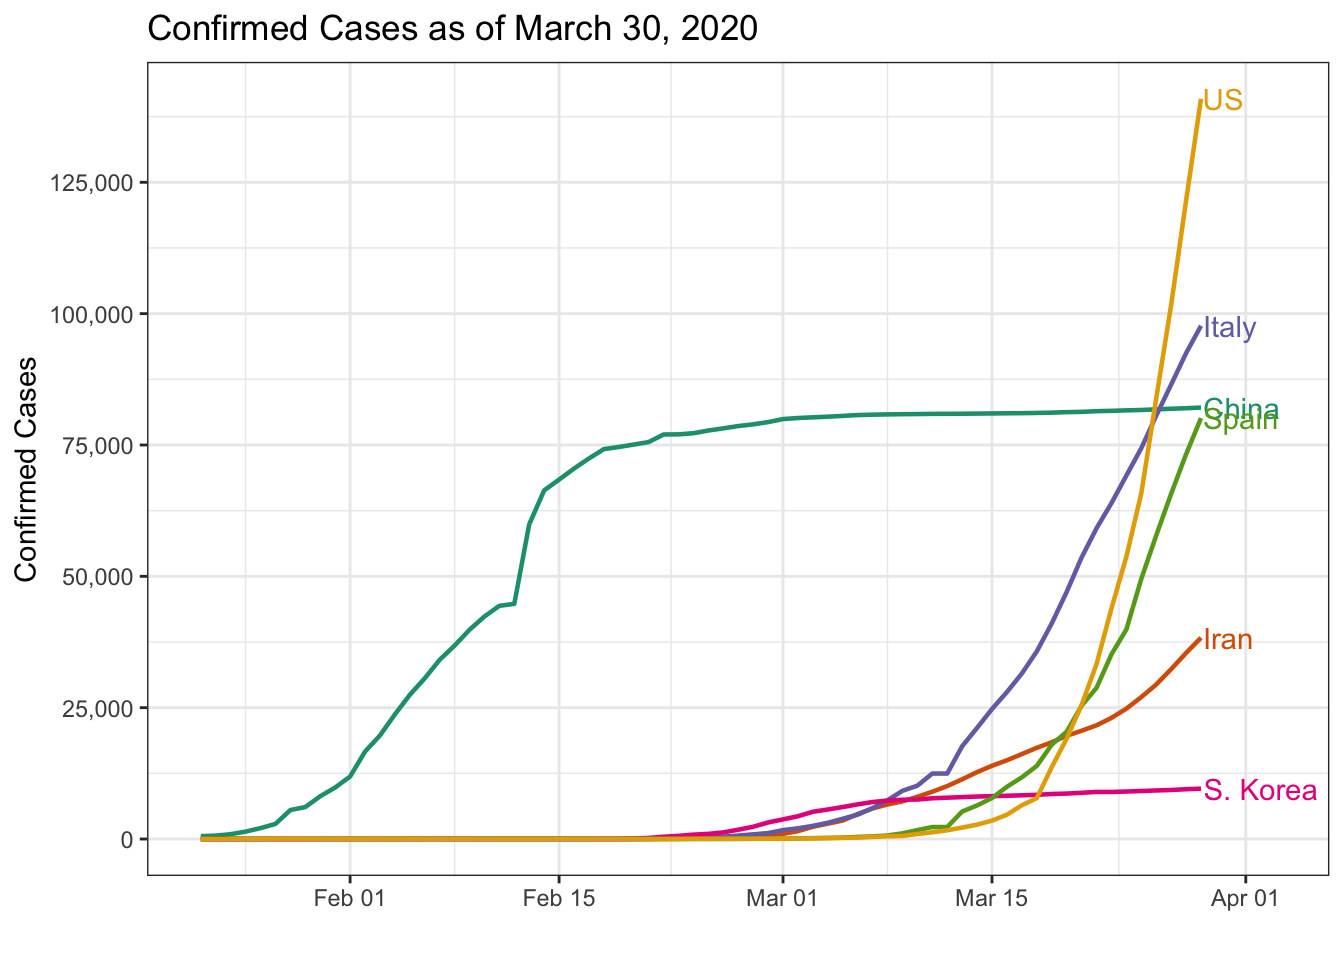 Confirmed Cases as of March 30, 2020
US
125,000
100,000
Italy
China
Spain
75,000
Confirmed Cases
50,000
Iran
25,000
S. Korea
0
Feb 01
Feb 15
Mar 01
Mar 15
Apr 01